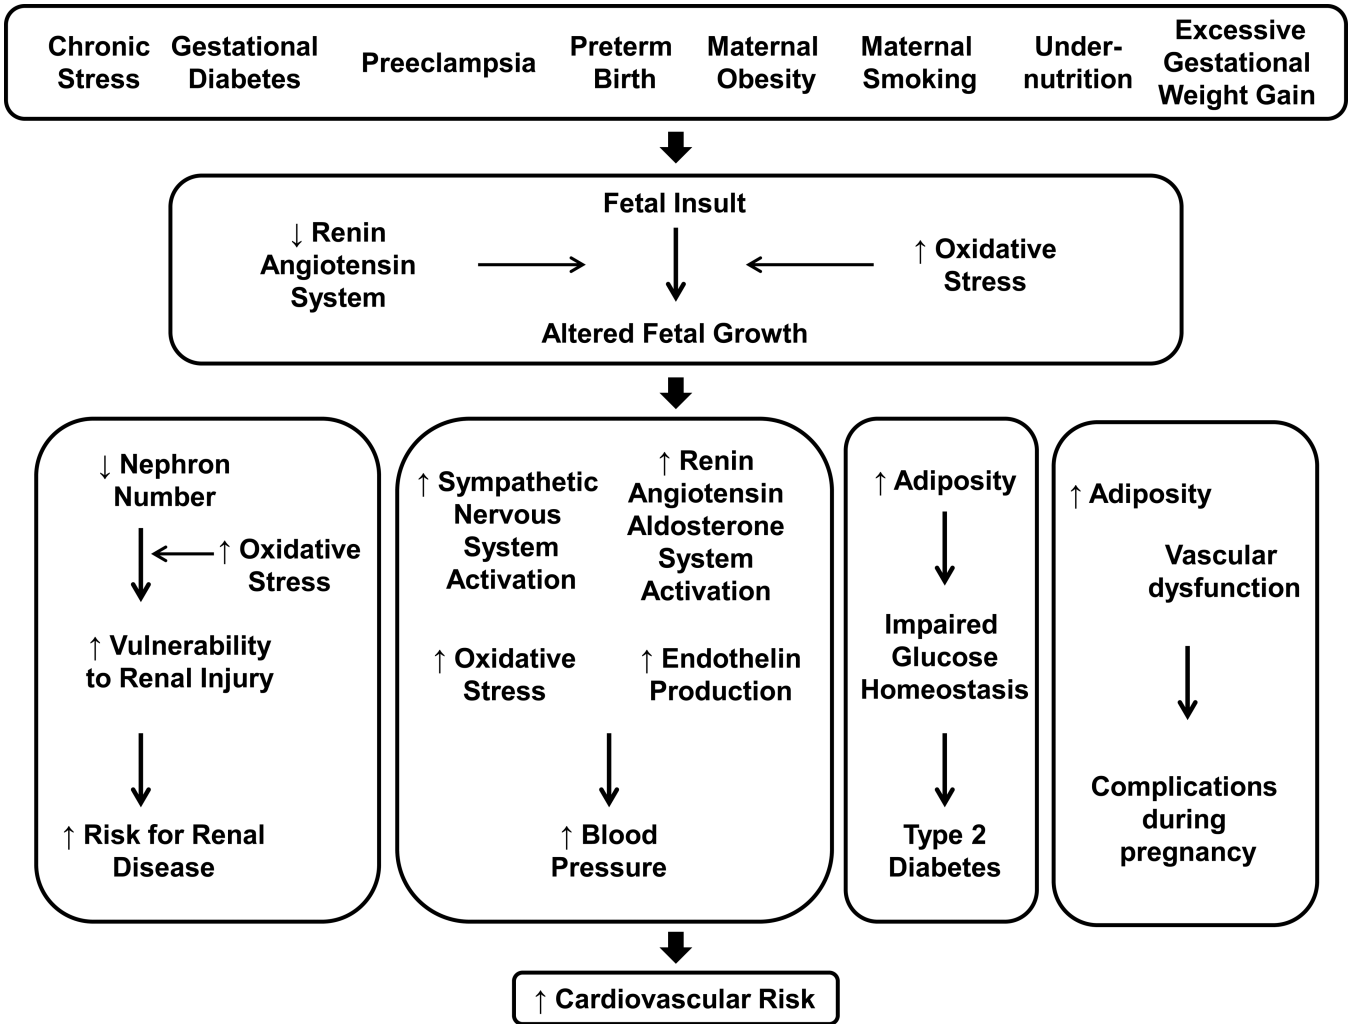 Chronic
Stress
Gestational
Diabetes
Preeclampsia
Preterm
Birth
Maternal
Obesity
Maternal
Smoking
Under-
nutrition
Excessive
Gestational
Weight Gain
Fetal Insult
↓ Renin
Angiotensin
System
↑ Oxidative
Stress
Altered Fetal Growth
↓ Nephron
Number
↑ Oxidative
Stress
↑ Vulnerability
to Renal Injury
↑ Risk for Renal
Disease
↑ Sympathetic
Nervous
System
Activation
↑ Renin
Angiotensin
Aldosterone
System
Activation
↑ Oxidative
Stress
↑ Endothelin
Production
↑ Blood
Pressure
↑ Adiposity
Impaired
Glucose
Homeostasis
Type 2
Diabetes
↑ Adiposity
Vascular
dysfunction
Complications
during
pregnancy
↑ Cardiovascular Risk